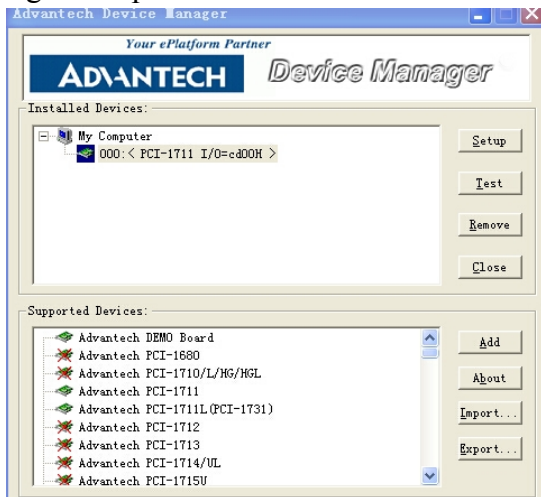 Advantech Device Manager
Your ePlatform Partner
ADVANTECH Device Manager
Installed Devices:
My Computer
000:< PCI-1711 I/O=cd00H >
Setup
Test
Remove
Close
Supported Devices:
Advantech DEMO Board
Advantech PCI-1680
Advantech PCI-1710/L/HG/HGL
Advantech PCI-1711
Advantech PCI-1711L(PCI-1731)
Advantech PCI-1712
Advantech PCI-1713
Advantech PCI-1714/UL
Advantech PCI-1715U
Add
About
Import...
Export...